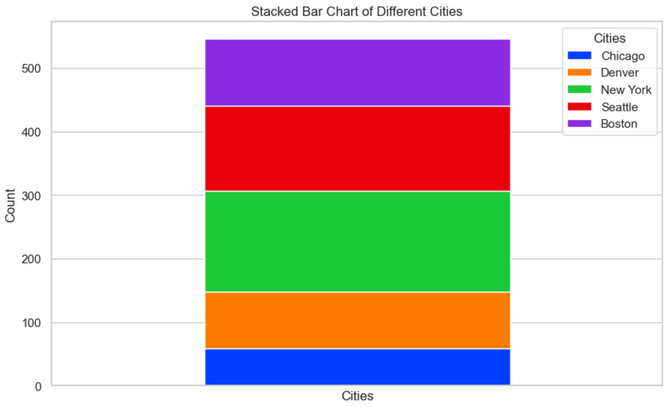 Stacked Bar Chart of Different Cities
Cities
Chicago
Denver
New York
Seattle
Boston
500
400
300
200
100
0
Count
Cities